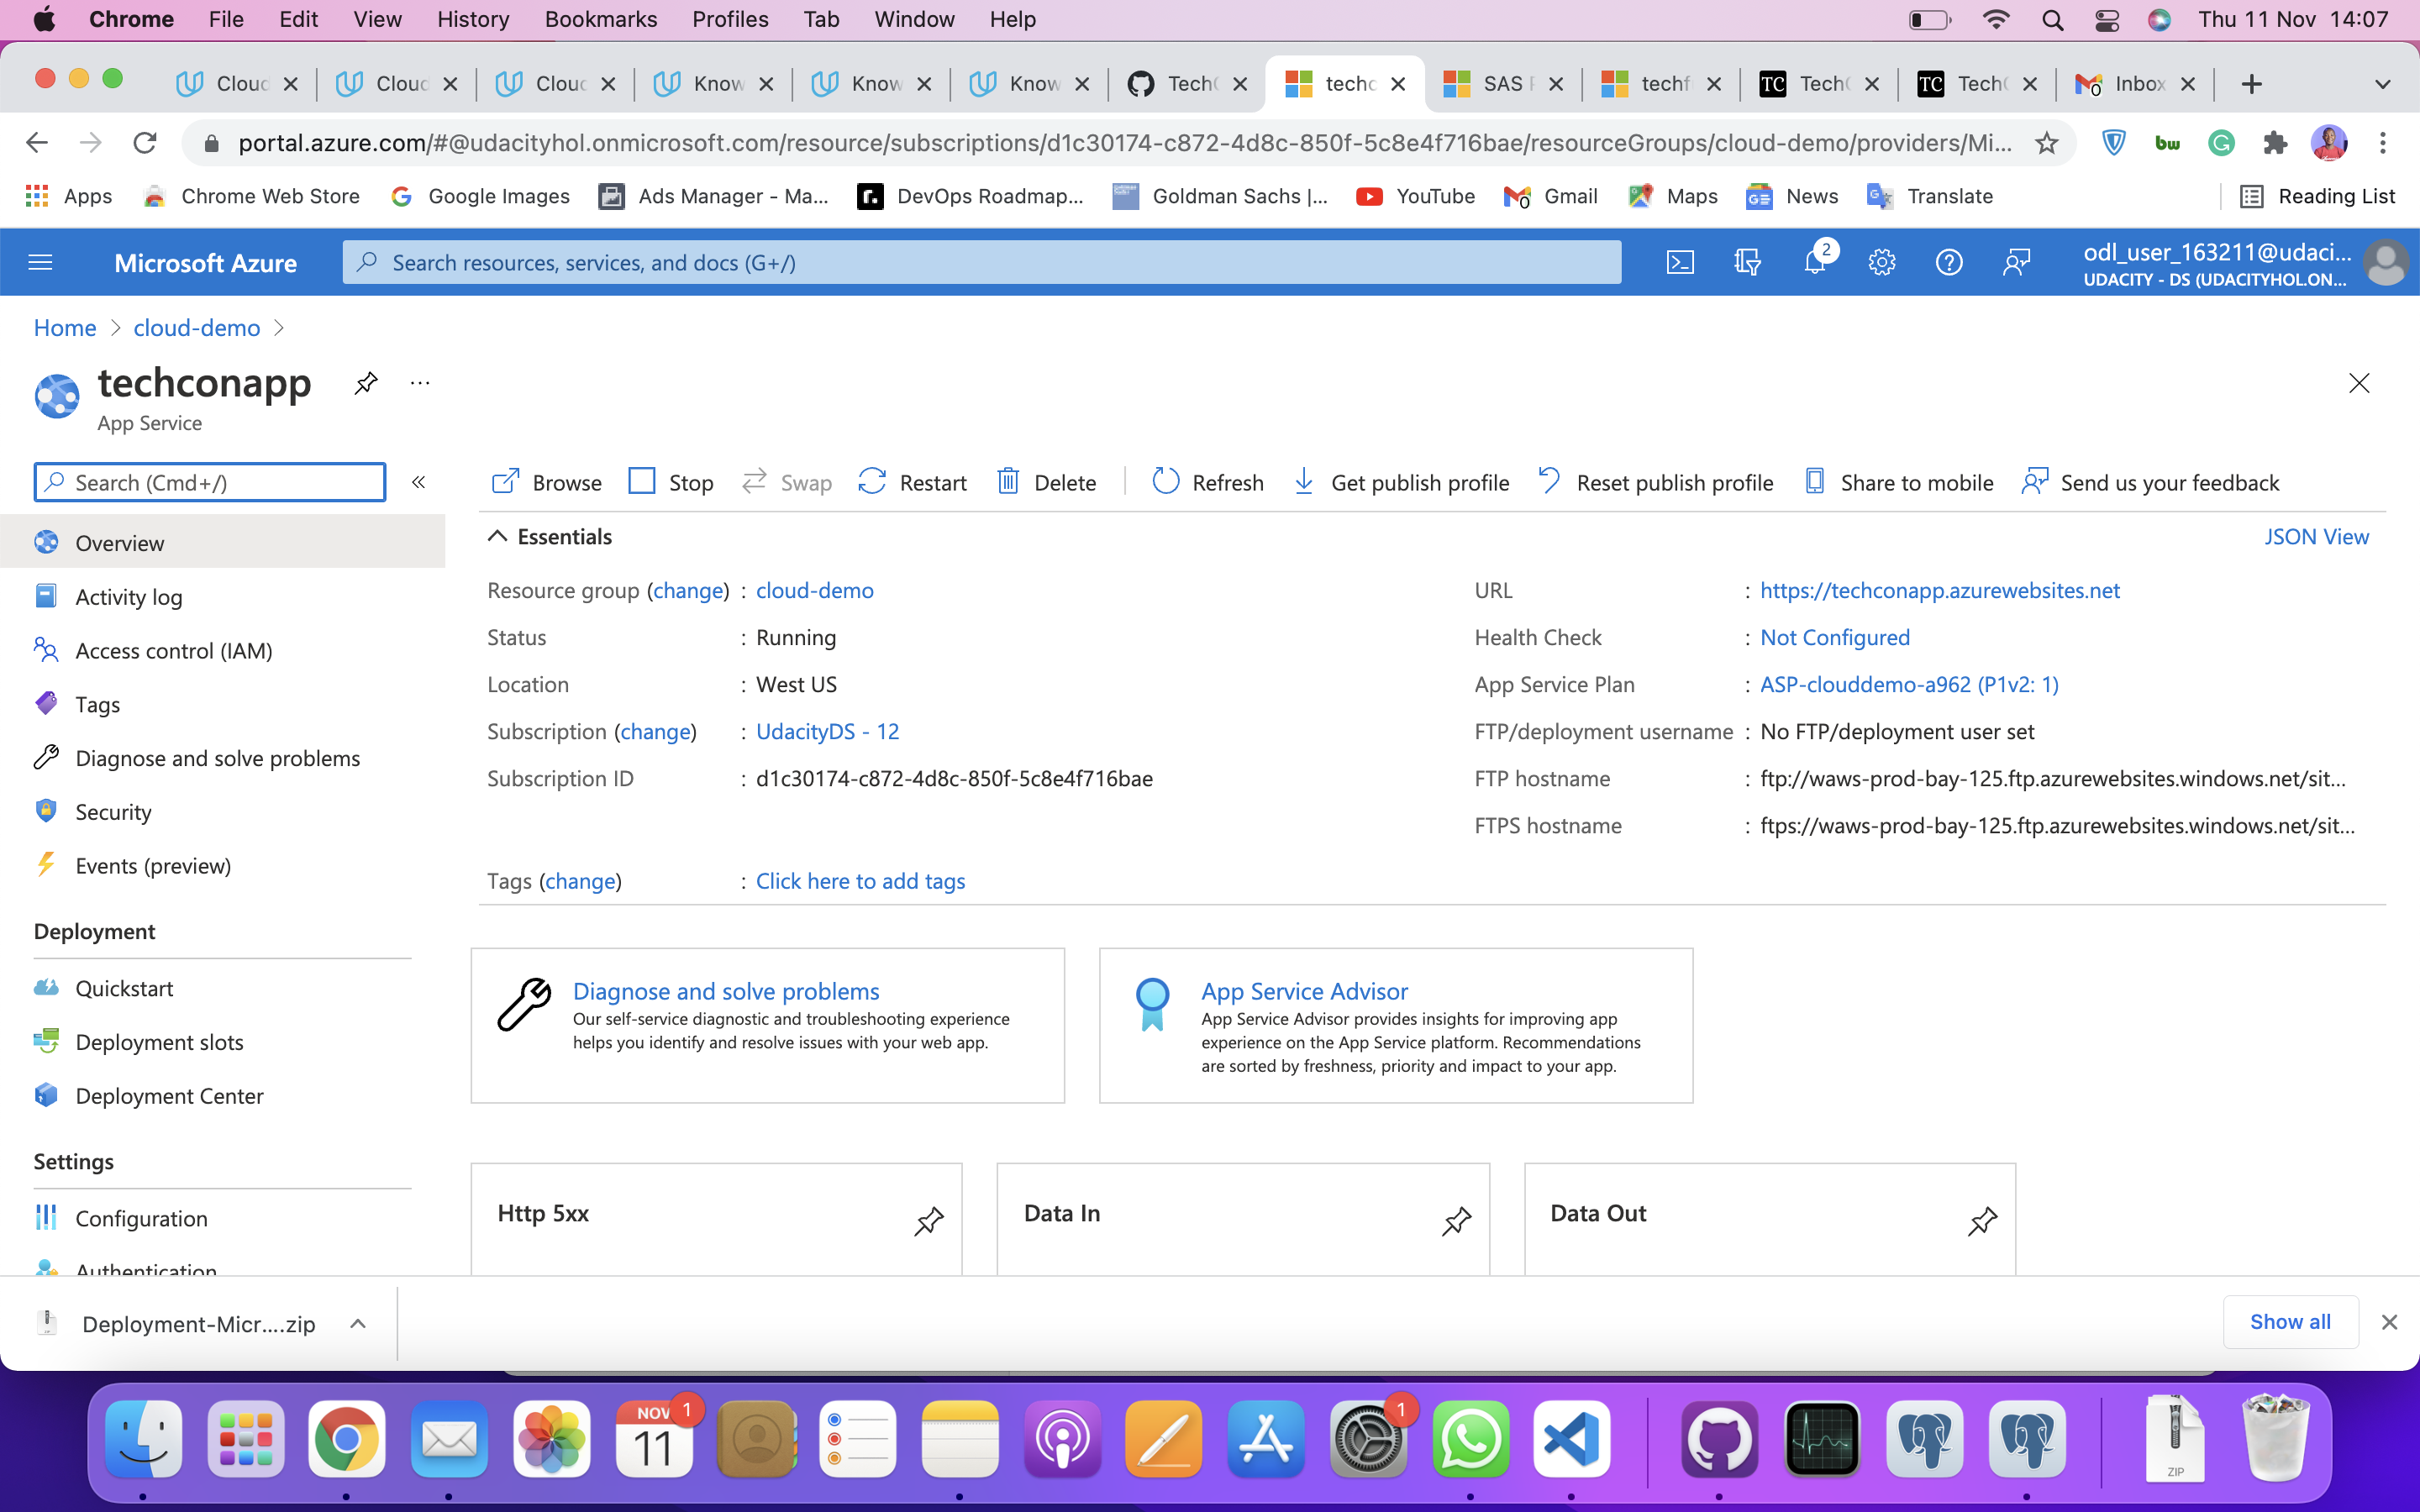 Chrome File Edit View History Bookmarks Profiles Tab Window Help Thu 11 Nov 14:07
Cloud Cloud Cloud Know Know Know Tech techc SAS techf Tech Tech Inbox
portal.azure.com/#@udacityhol.onmicrosoft.com/resource/subscriptions/d1c30174-c872-4d8c-850f-5c8e4f716bae/resourceGroups/cloud-demo/providers/Mi...
Apps Chrome Web Store Google Images Ads Manager - Ma... DevOps Roadmap... Goldman Sachs |... YouTube Gmail Maps News Translate Reading List
Microsoft Azure Search resources, services, and docs (G+/) 2 odl_user_163211@udaci...
UDACITY - DS (UDACITYHOL.ON...
Home > cloud-demo >
techconapp ...
App Service
Search (Cmd+/) « Browse Stop Swap Restart Delete Refresh Get publish profile Reset publish profile Share to mobile Send us your feedback
Overview
Activity log
Access control (IAM)
Tags
Diagnose and solve problems
Security
Events (preview)
Deployment
Quickstart
Deployment slots
Deployment Center
Settings
Configuration
Authentication
Essentials JSON View
Resource group (change) : cloud-demo
Status : Running
Location : West US
Subscription (change) : UdacityDS - 12
Subscription ID : d1c30174-c872-4d8c-850f-5c8e4f716bae
Tags (change) : Click here to add tags
URL : https://techconapp.azurewebsites.net
Health Check : Not Configured
App Service Plan : ASP-clouddemo-a962 (P1v2: 1)
FTP/deployment username : No FTP/deployment user set
FTP hostname : ftp://waws-prod-bay-125.ftp.azurewebsites.windows.net/sit...
FTPS hostname : ftps://waws-prod-bay-125.ftp.azurewebsites.windows.net/sit...
Diagnose and solve problems
Our self-service diagnostic and troubleshooting experience
helps you identify and resolve issues with your web app.
App Service Advisor
App Service Advisor provides insights for improving app
experience on the App Service platform. Recommendations
are sorted by freshness, priority and impact to your app.
Http 5xx
Data In
Data Out
Deployment-Micr....zip Show all
NOV 1
11
1
ZIP